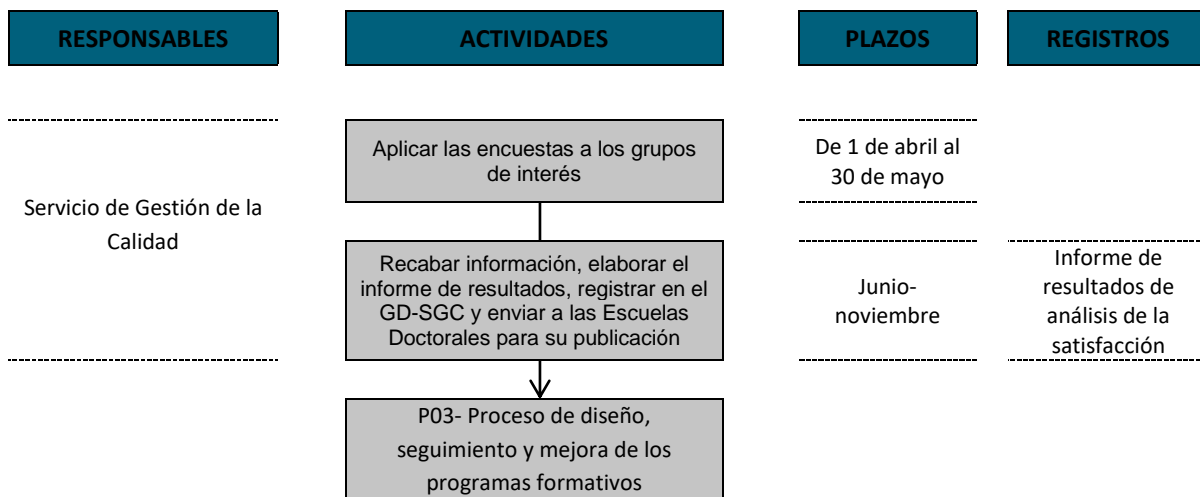 RESPONSABLES
ACTIVIDADES
PLAZOS
REGISTROS
Servicio de Gestión de la
Calidad
Aplicar las encuestas a los grupos
de interés
De 1 de abril al
30 de mayo
Recabar información, elaborar el
informe de resultados, registrar en el
GD-SGC y enviar a las Escuelas
Doctorales para su publicación
Junio-
noviembre
Informe de
resultados de
análisis de la
satisfacción
P03- Proceso de diseño,
seguimiento y mejora de los
programas formativos